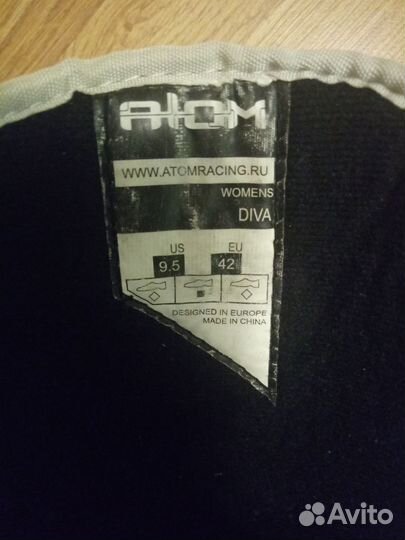 ATOM
WWW.ATOMRACING.RU
WOMENS
DIVA
US EU
9.5 42
DESIGNED IN EUROPE
MADE IN CHINA
Avito